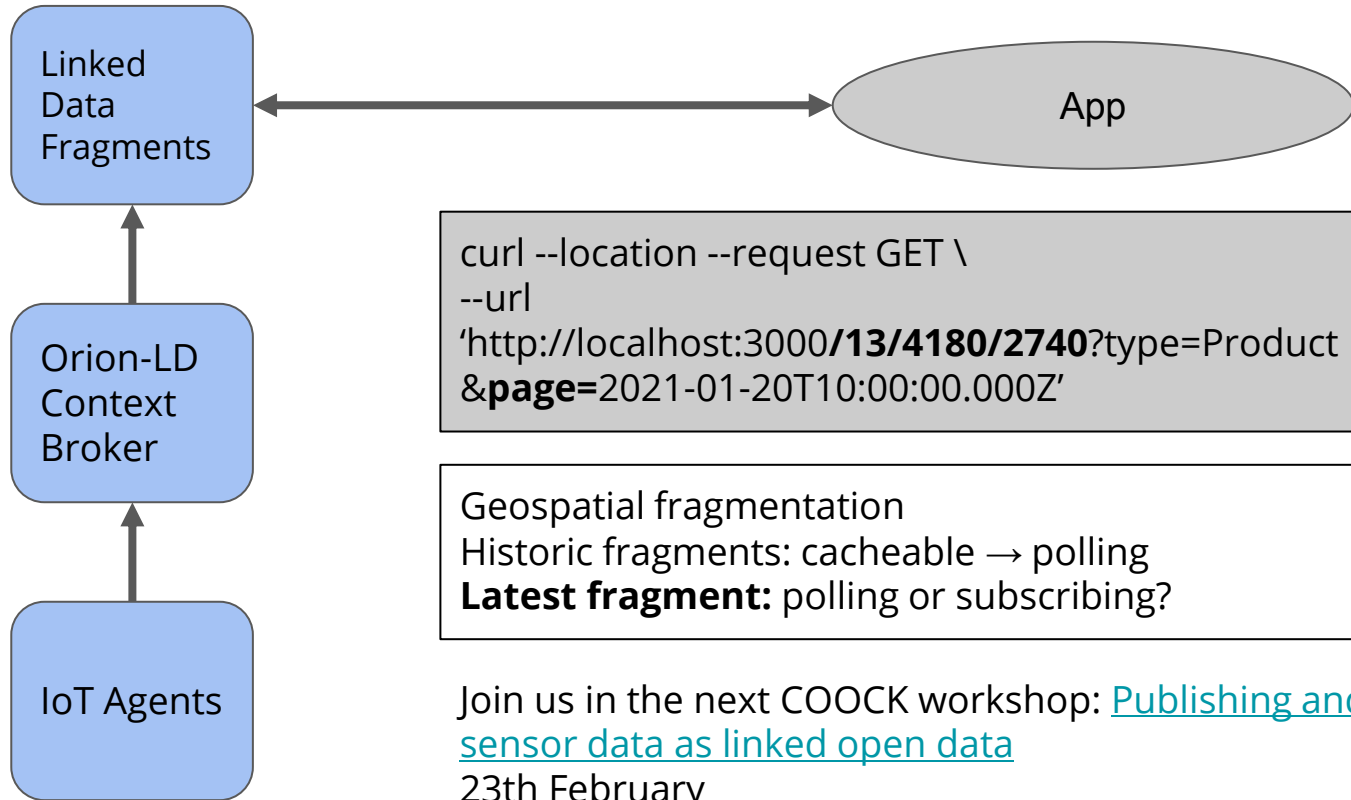 Linked
Data
Fragments
App
curl --location --request GET \
--url
‘http://localhost:3000/13/4180/2740?type=Product
&page=2021-01-20T10:00:00.000Z’
Orion-LD
Context
Broker
Geospatial fragmentation
Historic fragments: cacheable → polling
Latest fragment: polling or subscribing?
IoT Agents
Join us in the next COOCK workshop: Publishing and
sensor data as linked open data
23th February